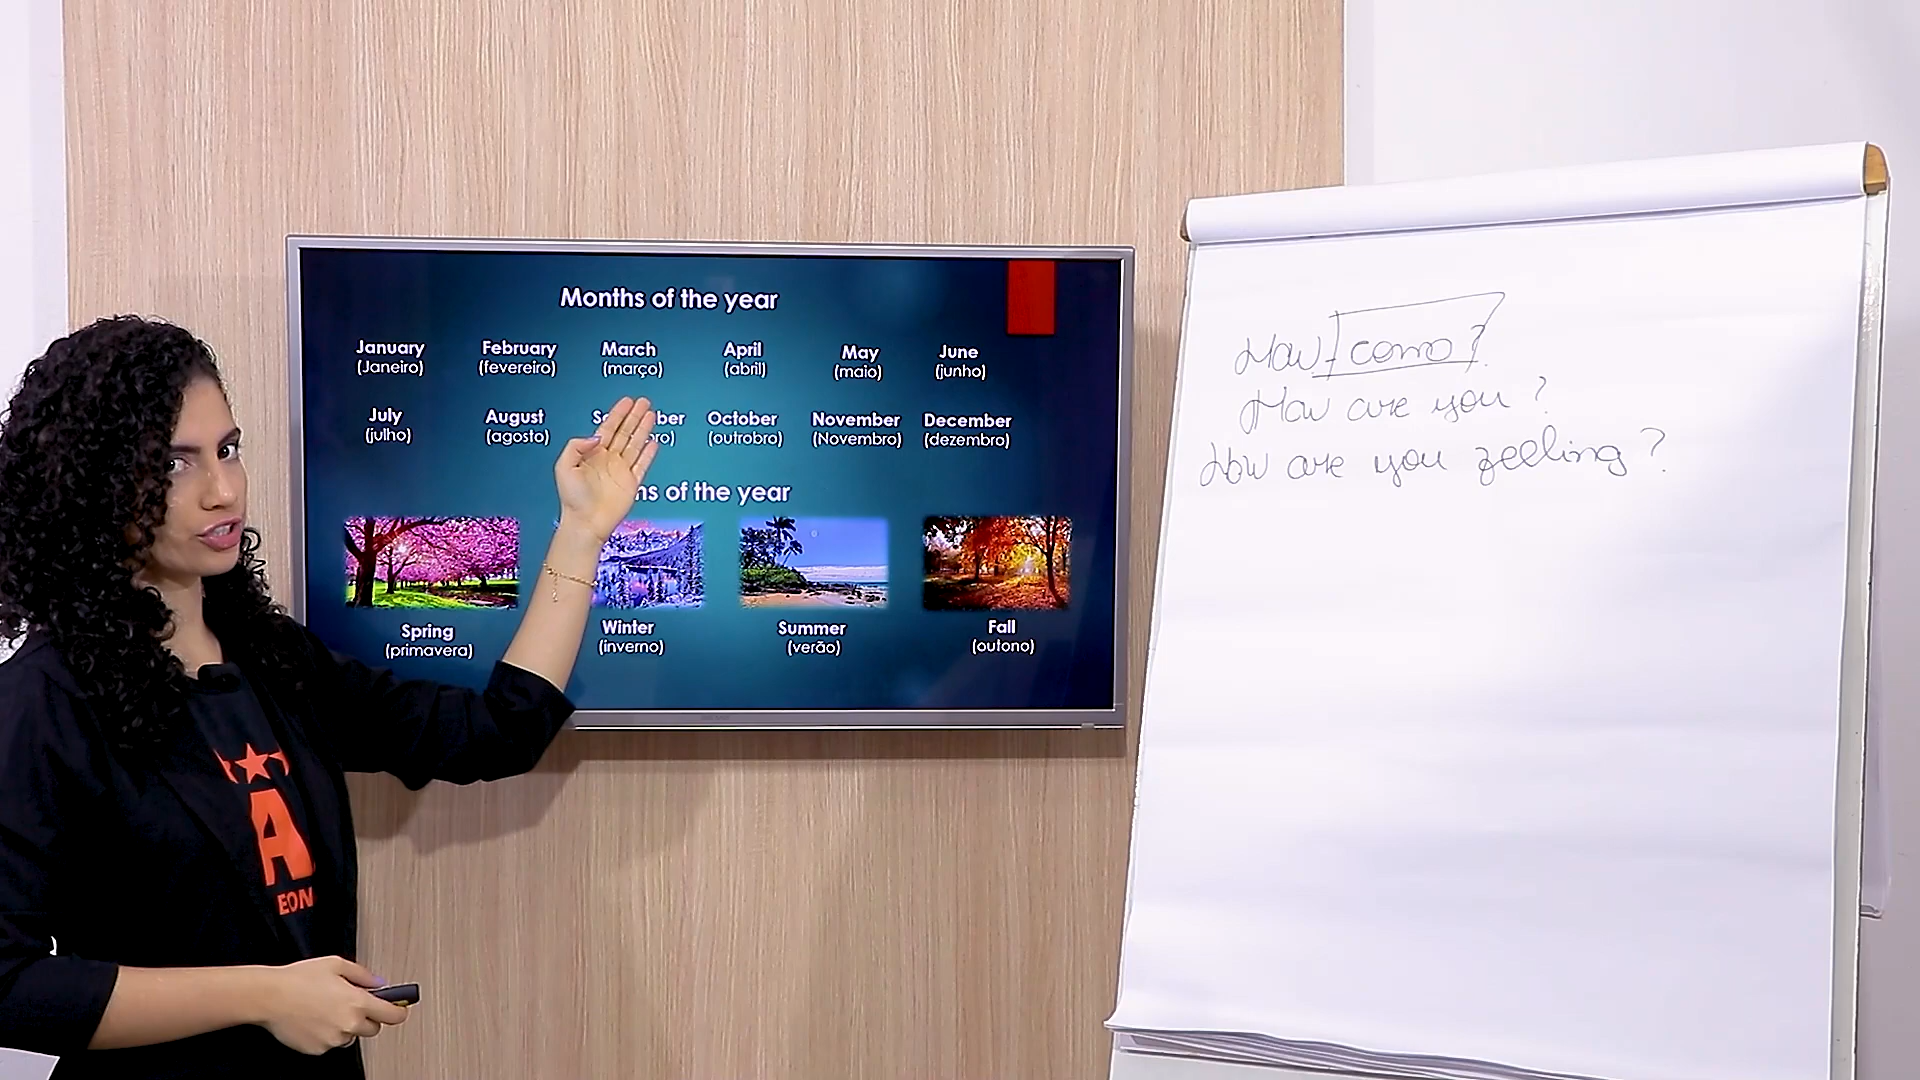 Months of the year
January February March April May June
(Janeiro) (fevereiro) (março) (abril) (maio) (junho)
July August October November December
(julho) (agosto) (outrobro) (Novembro) (dezembro)
of the year
Spring Winter Summer Fall
(primavera) (inverno) (verão) (outono)
How como?
How are you?
How are you feeling?
A
EON